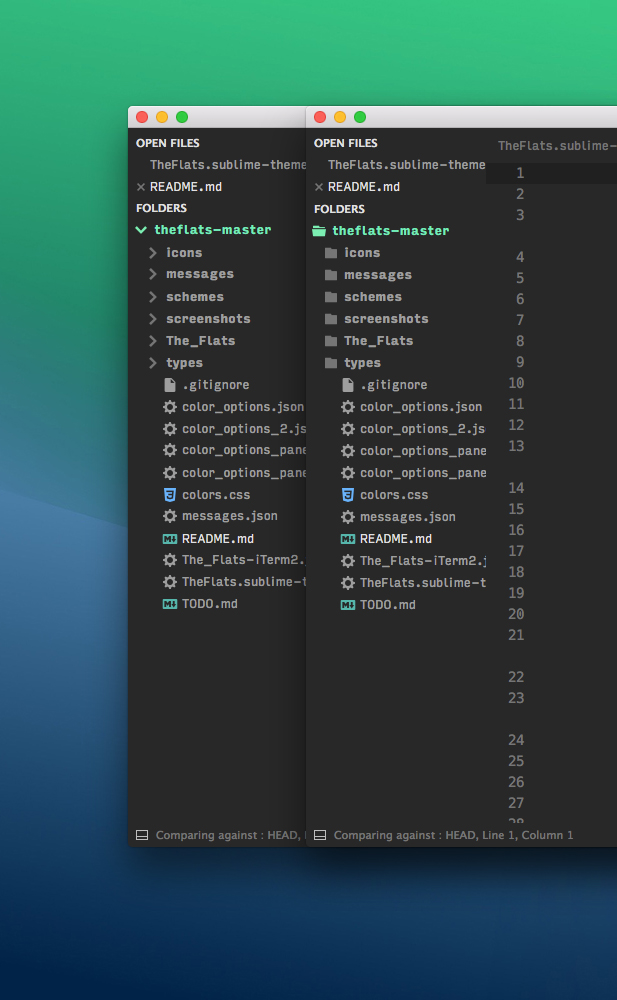 OPEN FILES
TheFlats.sublime-theme
README.md
FOLDERS
theflats-master
icons
messages
schemes
screenshots
The_Flats
types
.gitignore
color_options.json
color_options_2.js
color_options_pane
color_options_pane
colors.css
messages.json
README.md
The_Flats-iTerm2.
TheFlats.sublime-t
TODO.md
Comparing against : HEAD,
OPEN FILES
TheFlats.sublime-theme
README.md
FOLDERS
theflats-master
icons
messages
schemes
screenshots
The_Flats
types
.gitignore
color_options.json
color_options_2.js
color_options_pane
color_options_pane
colors.css
messages.json
README.md
The_Flats-iTerm2.j
TheFlats.sublime-t
TODO.md
Comparing against : HEAD, Line 1, Column 1
TheFlats.sublime-
1
2
3
4
5
6
7
8
9
10
11
12
13
14
15
16
17
18
19
20
21
22
23
24
25
26
27
28